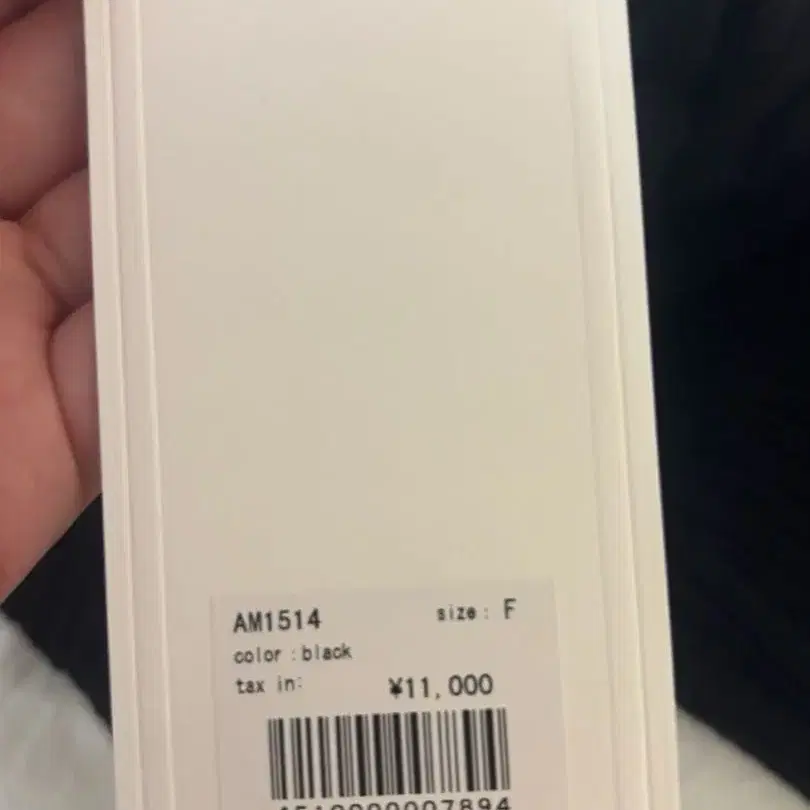 AM1514 size: F
color :black
tax in: ¥11,000